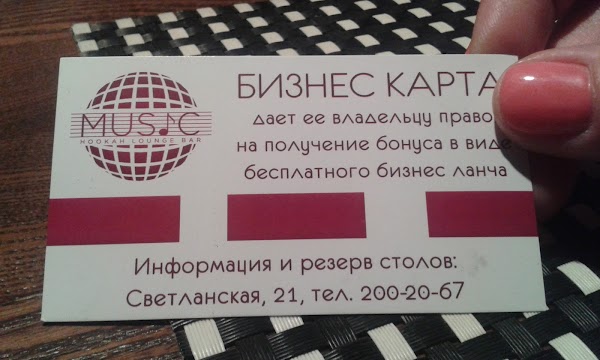 MUSIC
HOOKAH LOUNGE BAR
БИЗНЕС КАРТА
дает ее владельцу право
на получение бонуса в виде
бесплатного бизнес ланча
Информация и резерв столов:
Светланская, 21, тел. 200-20-67